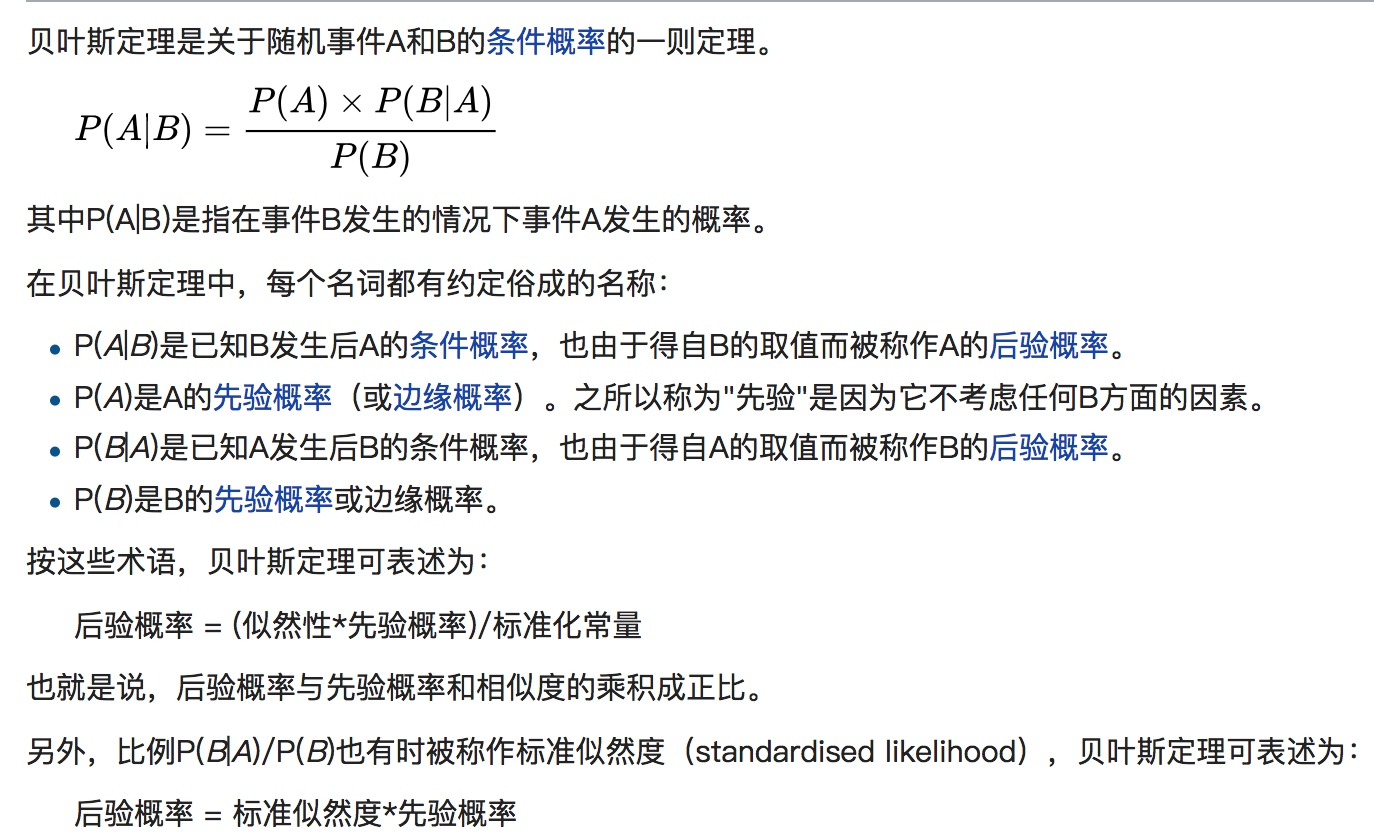 贝叶斯定理是关于随机事件A和B的条件概率的一则定理。
P(A|B) = \frac{P(A) × P(B|A)}{P(B)}
其中P(A|B)是指在事件B发生的情况下事件A发生的概率。
在贝叶斯定理中，每个名词都有约定俗成的名称：
• P(A|B)是已知B发生后A的条件概率，也由于得自B的取值而被称作A的后验概率。
• P(A)是A的先验概率（或边缘概率）。之所以称为"先验"是因为它不考虑任何B方面的因素。
• P(B|A)是已知A发生后B的条件概率，也由于得自A的取值而被称作B的后验概率。
• P(B)是B的先验概率或边缘概率。
按这些术语，贝叶斯定理可表述为：
后验概率 = (似然性*先验概率)/标准化常量
也就是说，后验概率与先验概率和相似度的乘积成正比。
另外，比例P(B|A)/P(B)也有时被称作标准似然度（standardised likelihood），贝叶斯定理可表述为：
后验概率 = 标准似然度*先验概率